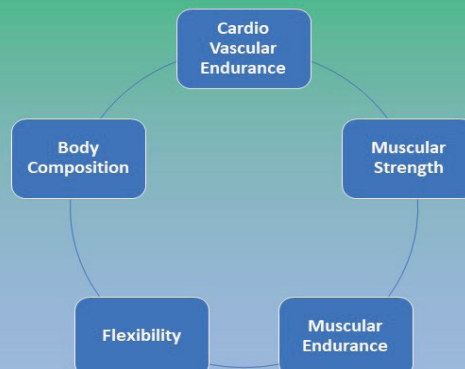 Cardio
Vascular
Endurance
Body
Composition
Muscular
Strength
Flexibility
Muscular
Endurance